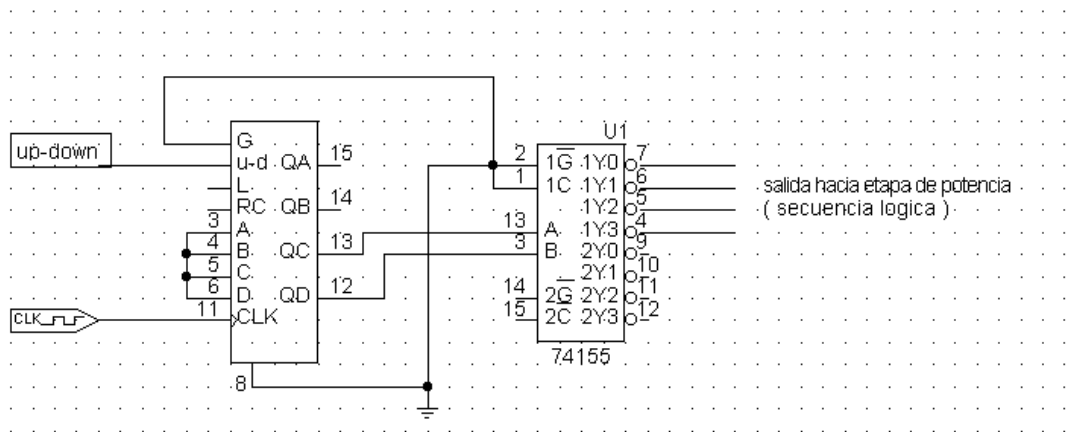 U1
up-down
G
u-d QA 15
L
RC QB 14
3 A
4 B QC 13
5 C
6 D QD 12
11 CLK
CLK
8
2 1G 1Y0 7
1 1C 1Y1 6
1Y2 5
13 A 1Y3 4
3 B 2Y0 9
2Y1 10
14 2G 2Y2 11
15 2C 2Y3 12
74155
salida hacia etapa de potencia
( secuencia logica )